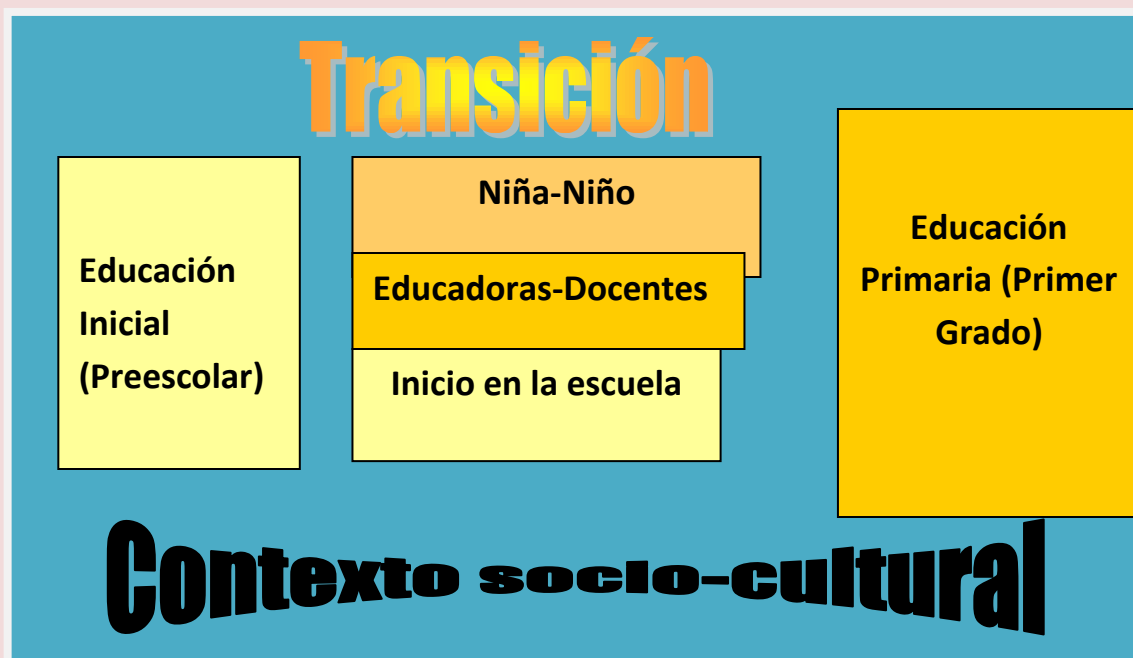 Transición
Educación
Inicial
(Preescolar)
Niña-Niño
Educadoras-Docentes
Inicio en la escuela
Educación
Primaria (Primer
Grado)
Contexto socio-cultural